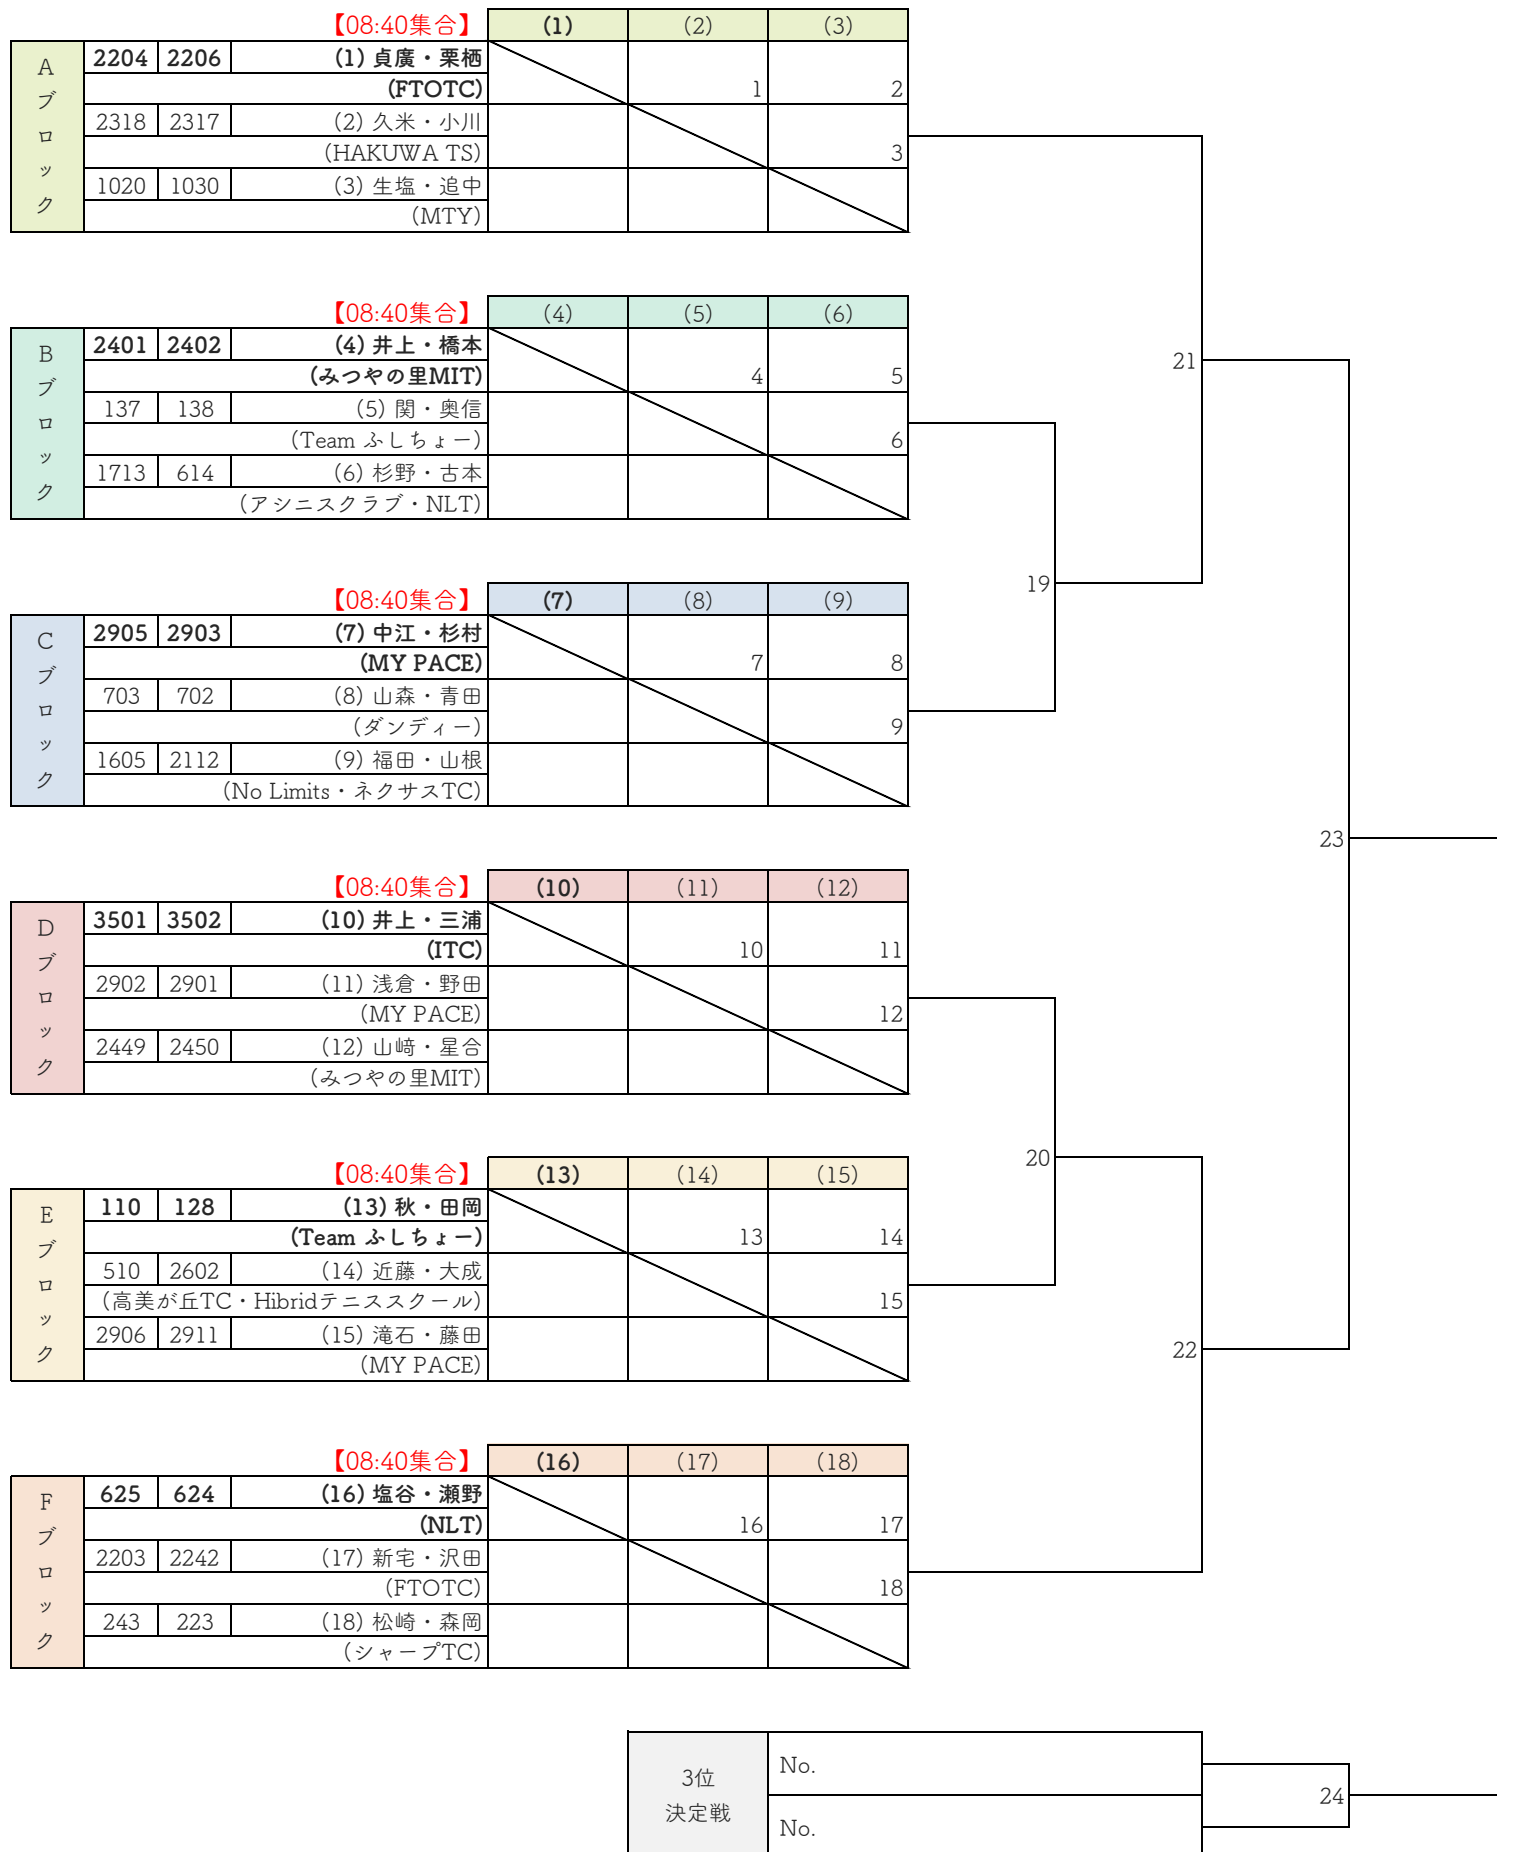 【08:40集合】 (1) (2) (3)
Aブロック
2204 2206 (1) 貞廣・栗栖
(FTOTC) 1 2
2318 2317 (2) 久米・小川
(HAKUWA TS) 3
1020 1030 (3) 生塩・追中
(MTY)
【08:40集合】 (4) (5) (6)
Bブロック
2401 2402 (4) 井上・橋本
(みつやの里MIT) 4 5
137 138 (5) 関・奥信
(Team ふしちょー) 6
1713 614 (6) 杉野・古本
(アシニスクラブ・NLT)
21
【08:40集合】 (7) (8) (9)
19
Cブロック
2905 2903 (7) 中江・杉村
(MY PACE) 7 8
703 702 (8) 山森・青田
(ダンディー) 9
1605 2112 (9) 福田・山根
(No Limits・ネクサスTC)
23
【08:40集合】 (10) (11) (12)
Dブロック
3501 3502 (10) 井上・三浦
(ITC) 10 11
2902 2901 (11) 浅倉・野田
(MY PACE) 12
2449 2450 (12) 山﨑・星合
(みつやの里MIT)
20
【08:40集合】 (13) (14) (15)
Eブロック
110 128 (13) 秋・田岡
(Team ふしちょー) 13 14
510 2602 (14) 近藤・大成
(高美が丘TC・Hibridテニススクール) 15
2906 2911 (15) 滝石・藤田
(MY PACE)
22
【08:40集合】 (16) (17) (18)
Fブロック
625 624 (16) 塩谷・瀬野
(NLT) 16 17
2203 2242 (17) 新宅・沢田
(FTOTC) 18
243 223 (18) 松崎・森岡
(シャープTC)
3位
決定戦
No.
No.
24